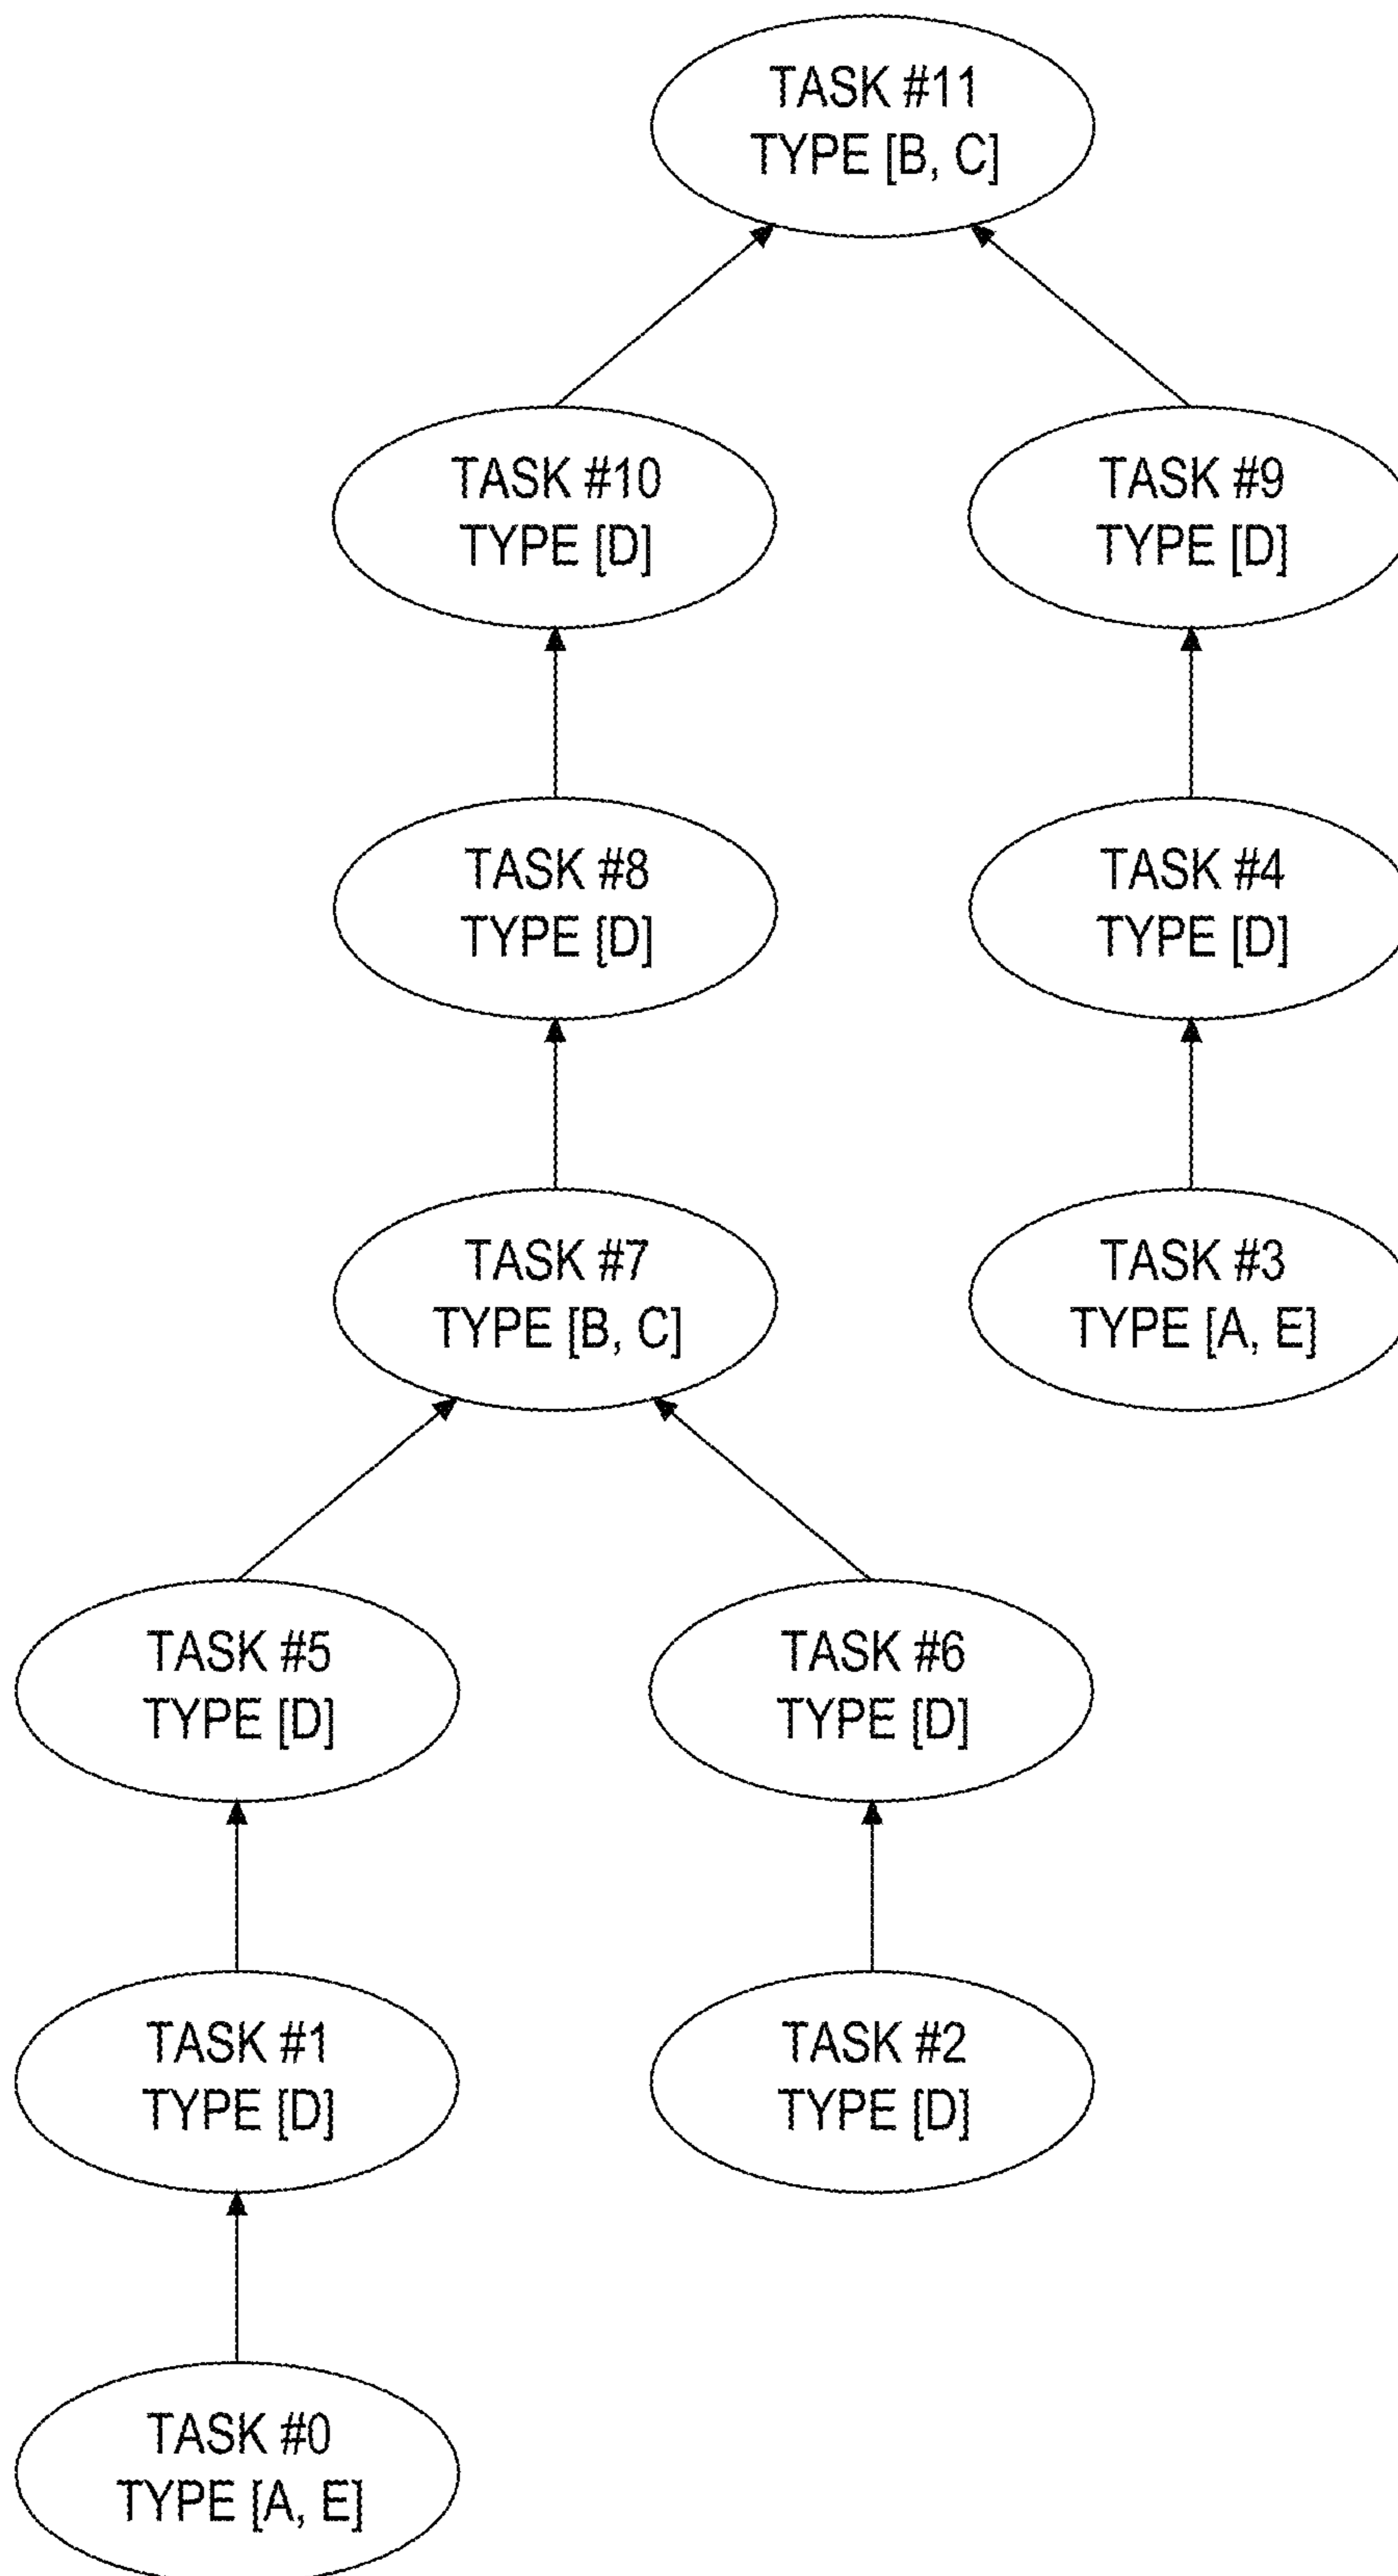 TASK #11
TYPE [B, C]
TASK #10
TYPE [D]
TASK #9
TYPE [D]
TASK #8
TYPE [D]
TASK #4
TYPE [D]
TASK #7
TYPE [B, C]
TASK #3
TYPE [A, E]
TASK #5
TYPE [D]
TASK #6
TYPE [D]
TASK #1
TYPE [D]
TASK #2
TYPE [D]
TASK #0
TYPE [A, E]